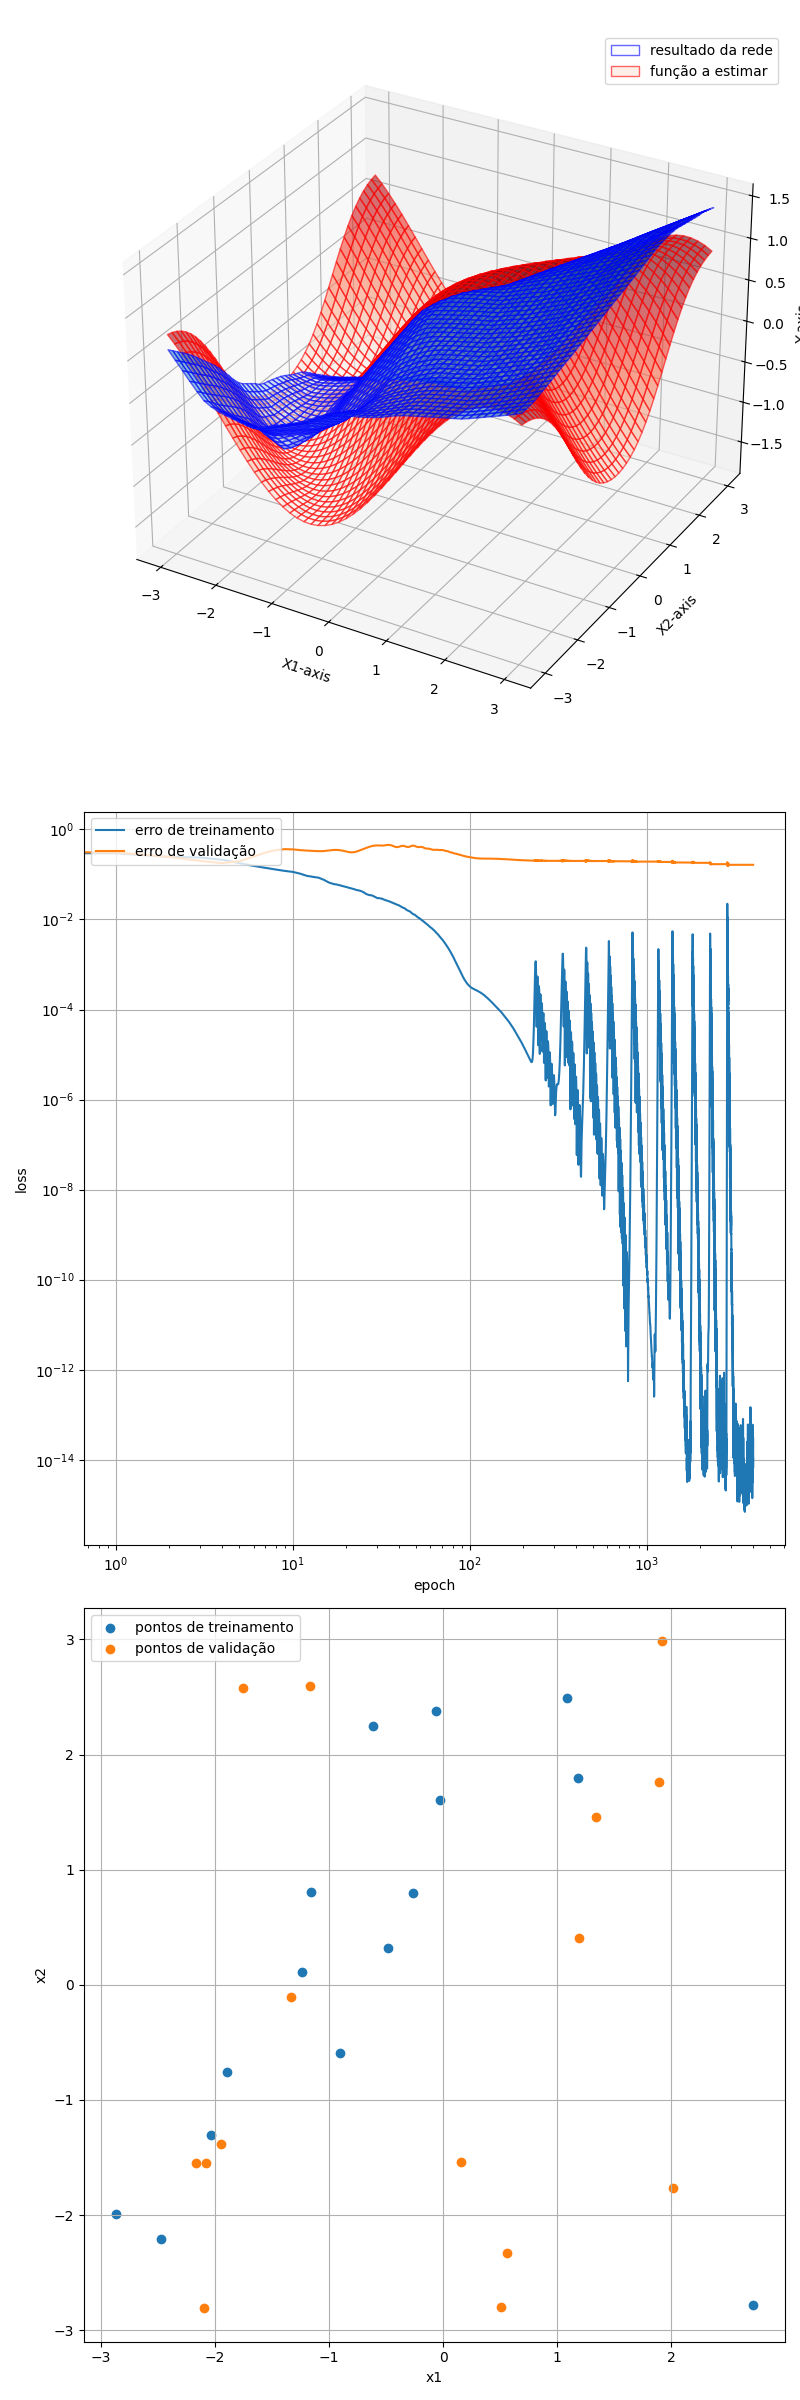 resultado da rede
função a estimar
1.5
1.0
0.5
0.0
−0.5
−1.0
−1.5
3
2
1
0
−1
−2
−3
X2-axis
−3
−2
−1
0
1
2
3
X1-axis
erro de treinamento
erro de validação
10^0
10^−2
10^−4
10^−6
10^−8
10^−10
10^−12
10^−14
loss
10^0 10^1 10^2 10^3
epoch
pontos de treinamento
pontos de validação
3
2
1
0
−1
−2
−3
x2
−3 −2 −1 0 1 2
x1